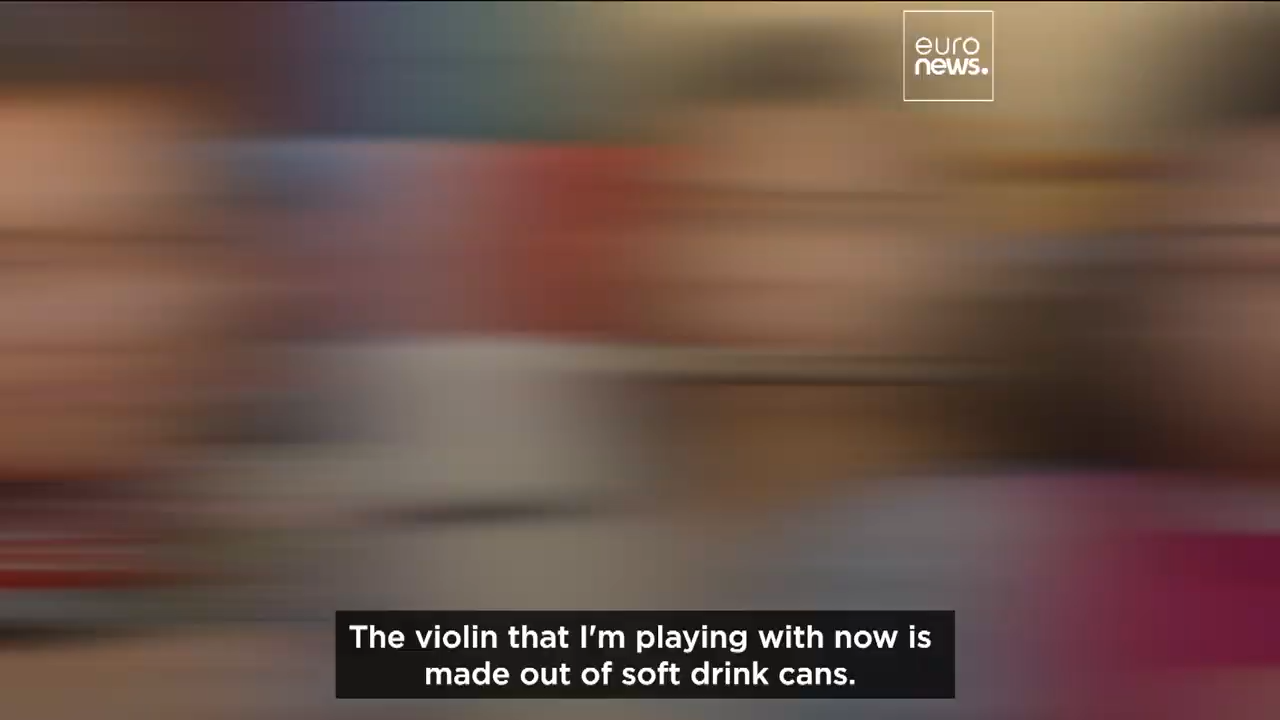 euro
news.
The violin that I'm playing with now is
made out of soft drink cans.